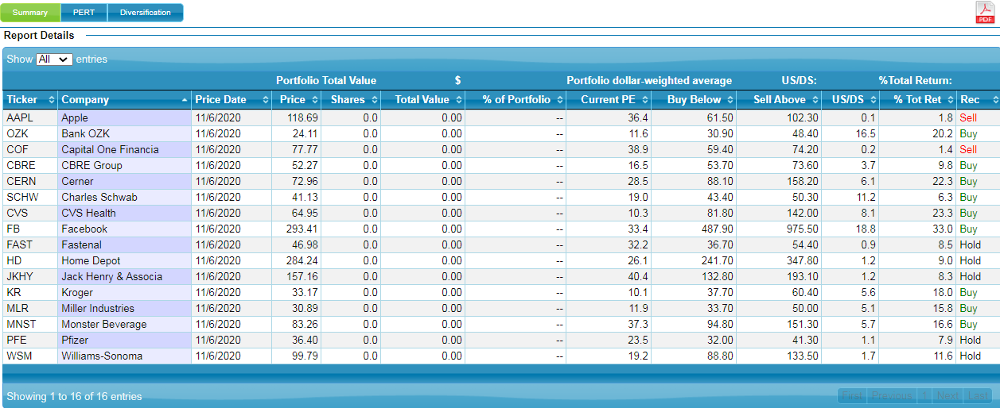 Summary PERT Diversification
PDF
Report Details
Show All entries
Portfolio Total Value $ Portfolio dollar-weighted average US/DS: %Total Return:
Ticker Company Price Date Price Shares Total Value % of Portfolio Current PE Buy Below Sell Above US/DS % Tot Ret Rec
AAPL Apple 11/6/2020 118.69 0.0 0.00 -- 36.4 61.50 102.30 0.1 1.8 Sell
OZK Bank OZK 11/6/2020 24.11 0.0 0.00 -- 11.6 30.90 48.40 16.5 20.2 Buy
COF Capital One Financia 11/6/2020 77.77 0.0 0.00 -- 38.9 59.40 74.20 0.2 1.4 Sell
CBRE CBRE Group 11/6/2020 52.27 0.0 0.00 -- 16.5 53.70 73.60 3.7 9.8 Buy
CERN Cerner 11/6/2020 72.96 0.0 0.00 -- 28.5 88.10 158.20 6.1 22.3 Buy
SCHW Charles Schwab 11/6/2020 41.13 0.0 0.00 -- 19.0 43.40 50.30 11.2 6.3 Buy
CVS CVS Health 11/6/2020 64.95 0.0 0.00 -- 10.3 81.80 142.00 8.1 23.3 Buy
FB Facebook 11/6/2020 293.41 0.0 0.00 -- 33.4 487.90 975.50 18.8 33.0 Buy
FAST Fastenal 11/6/2020 46.98 0.0 0.00 -- 32.2 36.70 54.40 0.9 8.5 Hold
HD Home Depot 11/6/2020 284.24 0.0 0.00 -- 26.1 241.70 347.80 1.2 9.0 Hold
JKHY Jack Henry & Associa 11/6/2020 157.16 0.0 0.00 -- 40.4 132.80 193.10 1.2 8.3 Hold
KR Kroger 11/6/2020 33.17 0.0 0.00 -- 10.1 37.70 60.40 5.6 18.0 Buy
MLR Miller Industries 11/6/2020 30.89 0.0 0.00 -- 11.9 33.70 50.00 5.1 15.8 Buy
MNST Monster Beverage 11/6/2020 83.26 0.0 0.00 -- 37.3 94.80 151.30 5.7 16.6 Buy
PFE Pfizer 11/6/2020 36.40 0.0 0.00 -- 23.5 32.00 41.30 1.1 7.9 Hold
WSM Williams-Sonoma 11/6/2020 99.79 0.0 0.00 -- 19.2 88.80 133.50 1.7 11.6 Hold
Showing 1 to 16 of 16 entries First Previous 1 Next Last